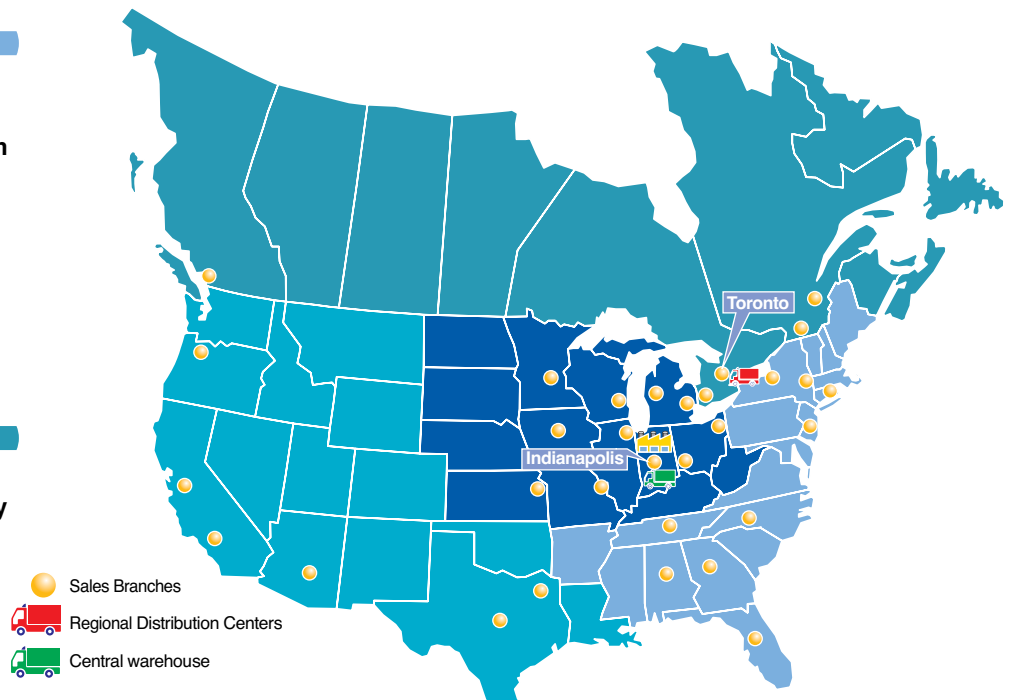 n
Toronto
Indianapolis
y
Sales Branches
Regional Distribution Centers
Central warehouse